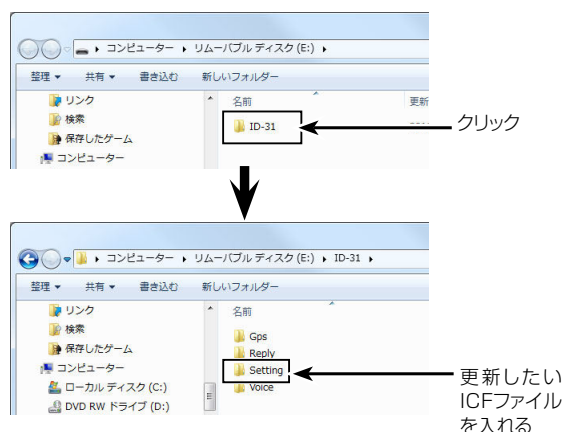 コンピューター ▸ リムーバブル ディスク (E:) ▸
整理 ▼ 共有 ▼ 書き込む 新しいフォルダー
リンク
検索
保存したゲーム
コンピューター
名前 更新
ID-31
クリック
コンピューター ▸ リムーバブル ディスク (E:) ▸ ID-31 ▸
整理 ▼ 共有 ▼ 書き込む 新しいフォルダー
リンク
検索
保存したゲーム
コンピューター
ローカル ディスク (C:)
DVD RW ドライブ (D:)
名前
Gps
Reply
Setting
Voice
更新したい
ICFファイル
を入れる